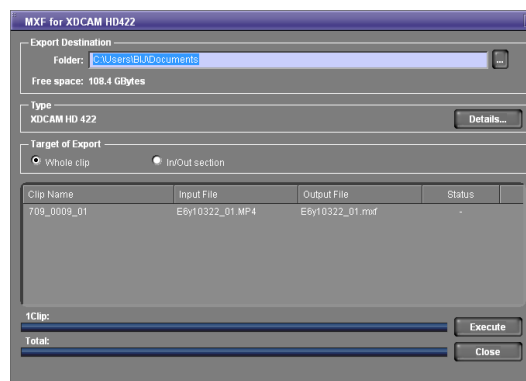 MXF for XDCAM HD422
Export Destination
Folder: C:\Users\BIJ\Documents ...
Free space: 108.4 GBytes
Type
XDCAM HD 422 Details...
Target of Export
Whole clip In/Out section
Clip Name Input File Output File Status
709_0009_01 E6y10322_01.MP4 E6y10322_01.mxf -
1Clip:
Execute
Total:
Close